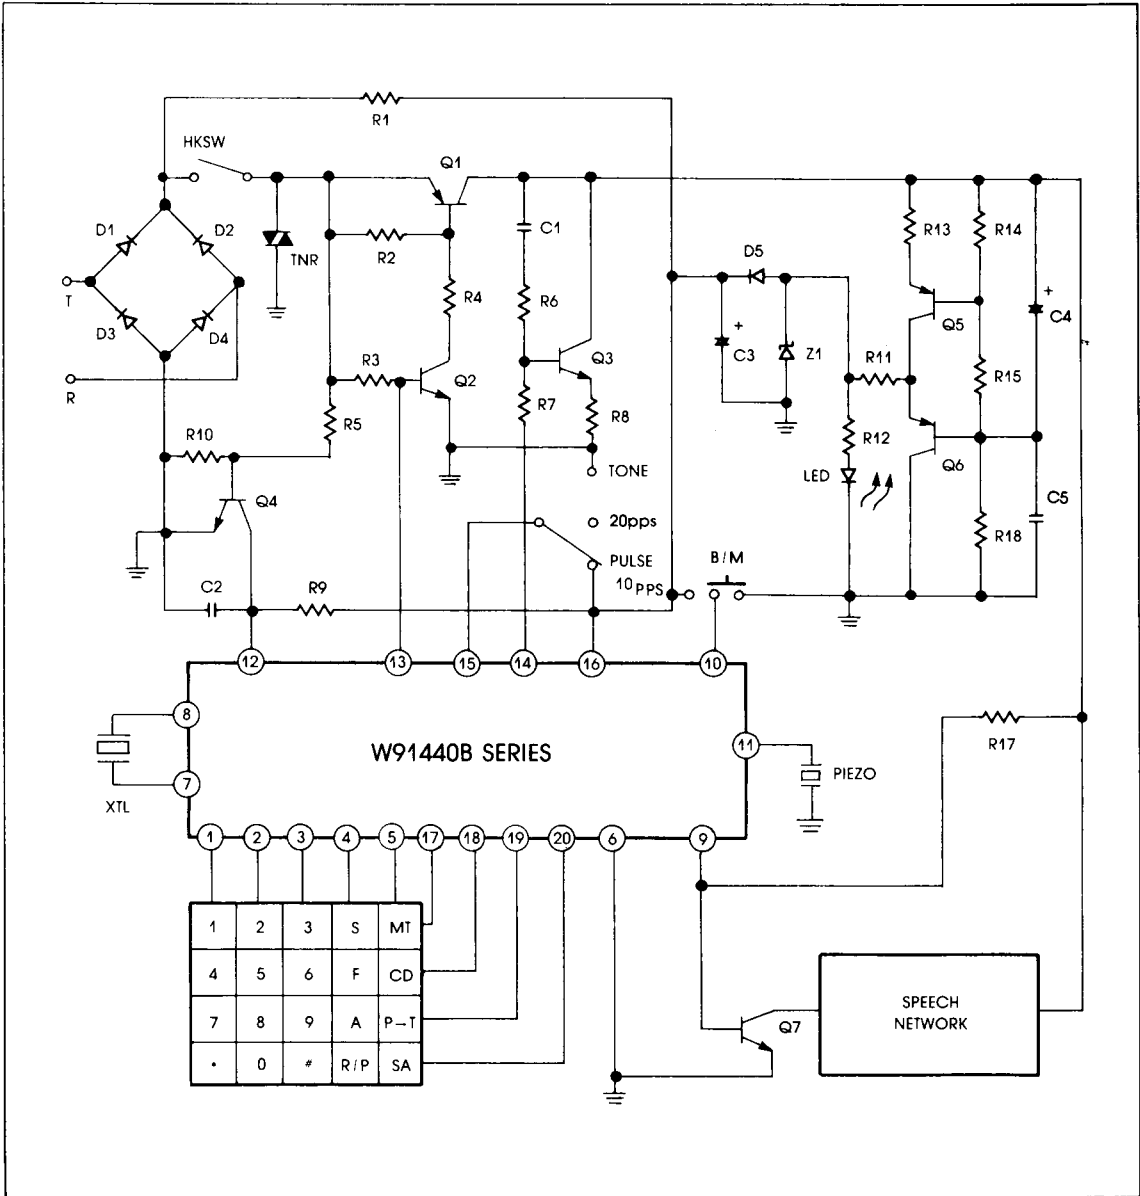 R1
HKSW
Q1
D1
D2
TNR
R2
C1
R13
R14
D5
T
R4
R6
+
D3
D4
C3
Z1
Q5
+
C4
R3
Q2
Q3
R11
R15
R
R7
R8
R5
R12
R10
Q6
TONE
LED
Q4
C5
20pps
R18
PULSE
B/M
10PPS
C2
R9
12
13
15
14
16
10
8
R17
W91440B SERIES
11
PIEZO
7
XTL
1 2 3 4 5 17 18 19 20 6 9
1 2 3 S MT
4 5 6 F CD
7 8 9 A P→T
• 0 # R/P SA
SPEECH
NETWORK
Q7